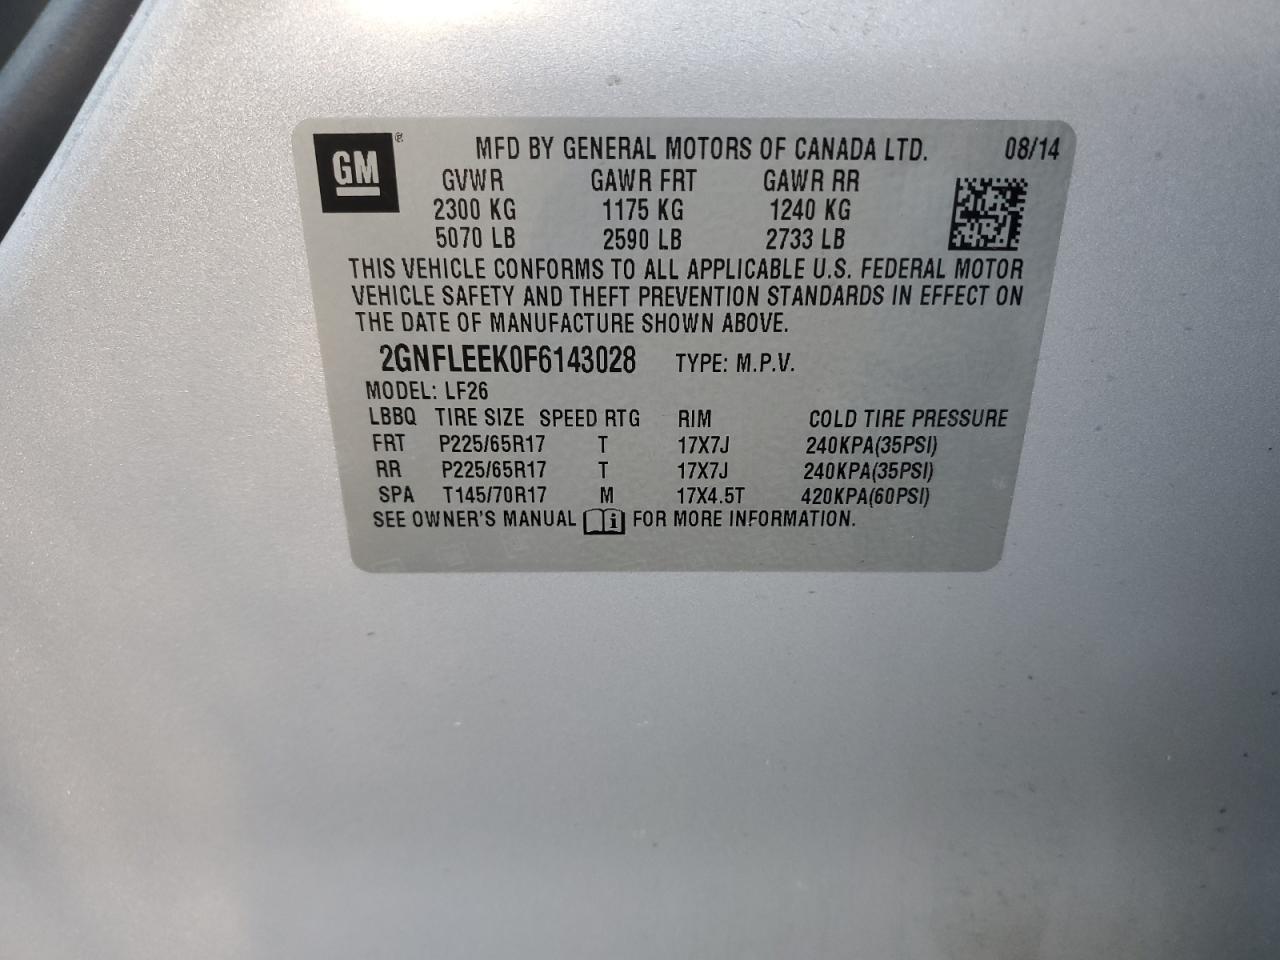 GM®
MFD BY GENERAL MOTORS OF CANADA LTD. 08/14
GVWR GAWR FRT GAWR RR
2300 KG 1175 KG 1240 KG
5070 LB 2590 LB 2733 LB
THIS VEHICLE CONFORMS TO ALL APPLICABLE U.S. FEDERAL MOTOR
VEHICLE SAFETY AND THEFT PREVENTION STANDARDS IN EFFECT ON
THE DATE OF MANUFACTURE SHOWN ABOVE.
2GNFLEEK0F6143028 TYPE: M.P.V.
MODEL: LF26
LBBQ TIRE SIZE SPEED RTG RIM COLD TIRE PRESSURE
FRT P225/65R17 T 17X7J 240KPA(35PSI)
RR P225/65R17 T 17X7J 240KPA(35PSI)
SPA T145/70R17 M 17X4.5T 420KPA(60PSI)
SEE OWNER'S MANUAL i FOR MORE INFORMATION.